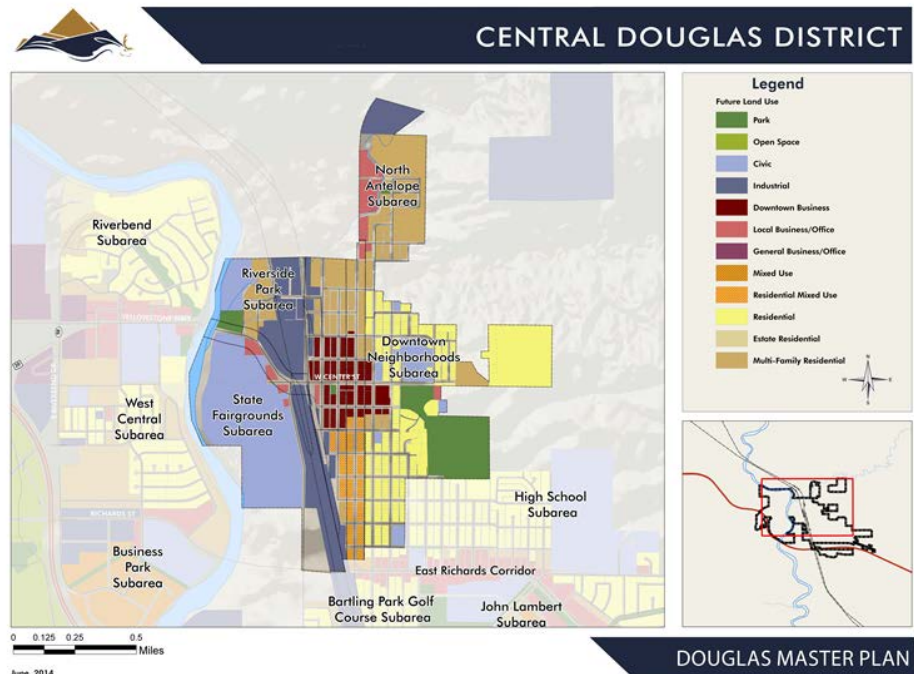 CENTRAL DOUGLAS DISTRICT
Legend
Future Land Use
Park
Open Space
Civic
Industrial
Downtown Business
Local Business/Office
General Business/Office
Mixed Use
Residential Mixed Use
Residential
Estate Residential
Multi-Family Residential
N
North
Antelope
Subarea
Riverbend
Subarea
Riverside
Park
Subarea
YELLOWSTONE HWY
Downtown
Neighborhoods
Subarea
W CENTER ST
State
Fairgrounds
Subarea
West
Central
Subarea
High School
Subarea
RICHARDS ST
Business
Park
Subarea
East Richards Corridor
Bartling Park Golf
Course Subarea
John Lambert
Subarea
0 0.125 0.25 0.5
Miles
June, 2014
DOUGLAS MASTER PLAN